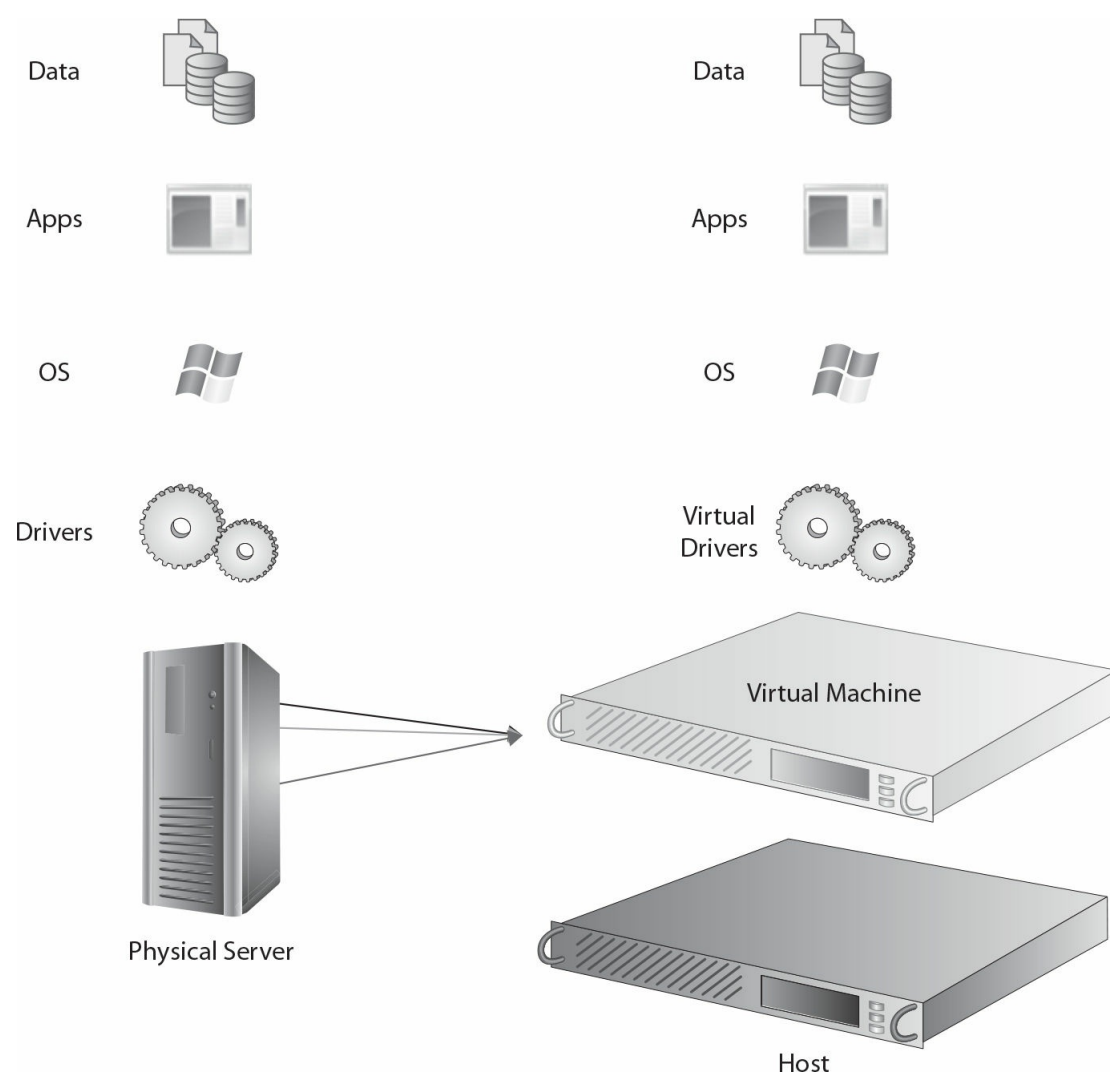 Data
Data
Apps
Apps
OS
OS
Drivers
Virtual
Drivers
Virtual Machine
Physical Server
Host